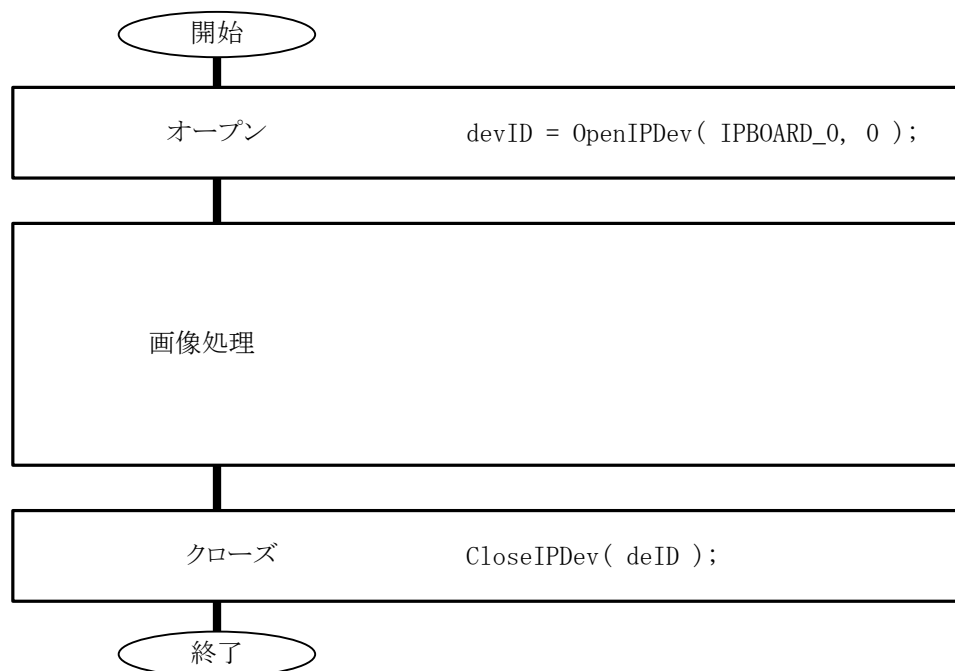 開始
オープン devID = OpenIPDev( IPBOARD_0, 0 );
画像処理
クローズ CloseIPDev( deID );
終了